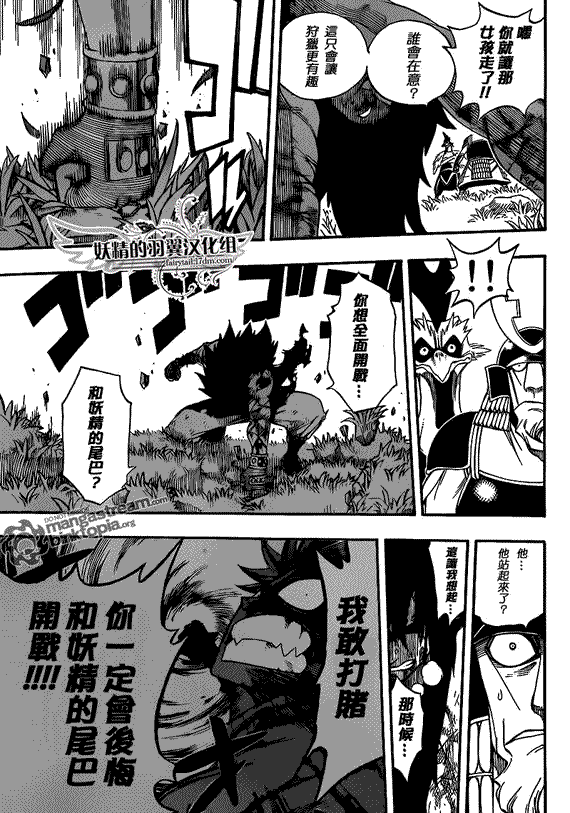 嘿
你就讓那
女孩走了!!
誰會在意?
這只會讓
狩獵更有趣
妖精的羽翼汉化组
fairytail.17dm.com
!!
你想全面開戰…
和妖精的尾巴?
mangastream.com
他…
他站起來了?
這讓我想起…
那時候…
我敢打賭
你一定會後悔
和妖精的尾巴
開戰!!!!